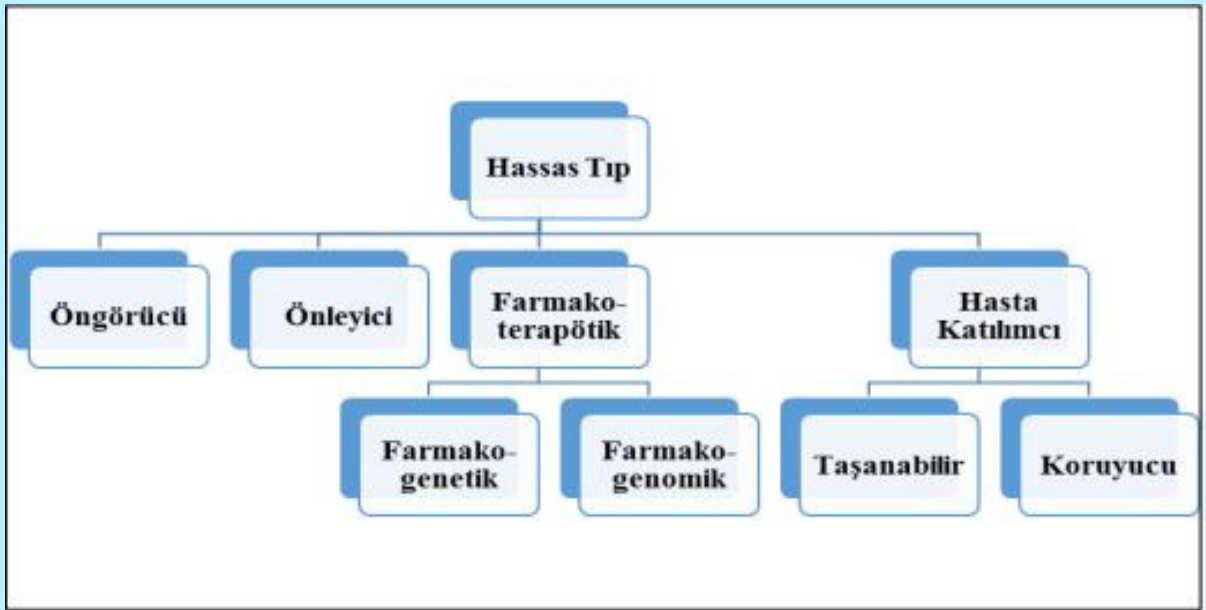 Hassas Tıp
Öngörücü
Önleyici
Farmako-
terapötik
Hasta
Katılımcı
Farmako-
genetik
Farmako-
genomik
Taşanabilir
Koruyucu